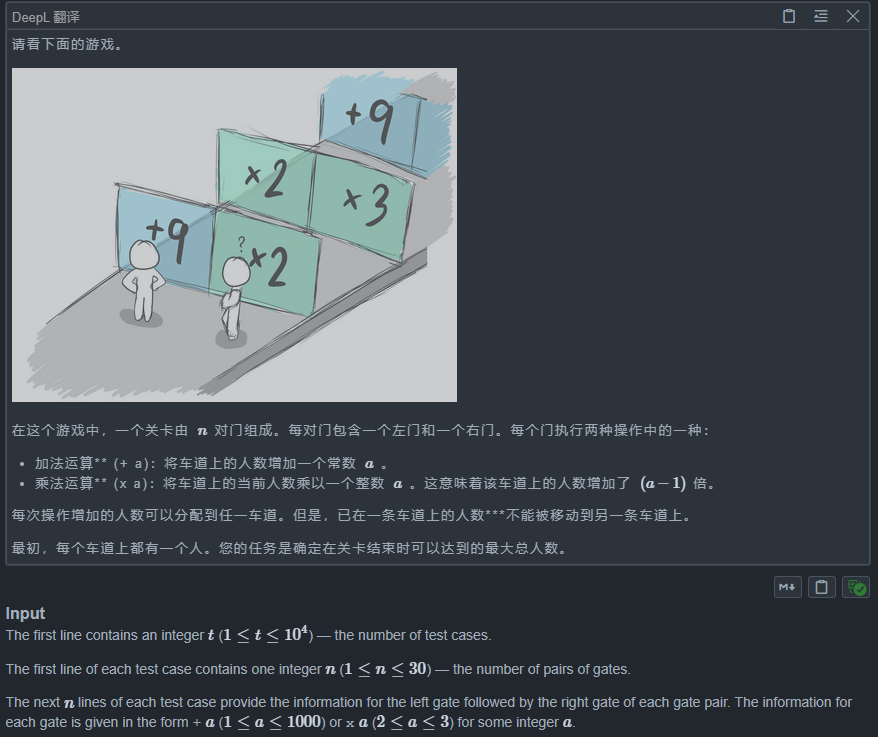 DeepL 翻译
请看下面的游戏。
+9
×2
×3
+9
?
×2
在这个游戏中，一个关卡由 n 对门组成。每对门包含一个左门和一个右门。每个门执行两种操作中的一种：
• 加法运算** (+ a)：将车道上的人数增加一个常数 a 。
• 乘法运算** (x a)：将车道上的当前人数乘以一个整数 a 。这意味着该车道上的人数增加了 (a − 1) 倍。
每次操作增加的人数可以分配到任一车道。但是，已在一条车道上的人数***不能被移动到另一条车道上。
最初，每个车道上都有一个人。您的任务是确定在关卡结束时可以达到的最大总人数。
M↓
Input
The first line contains an integer t (1 ≤ t ≤ 10⁴) — the number of test cases.
The first line of each test case contains one integer n (1 ≤ n ≤ 30) — the number of pairs of gates.
The next n lines of each test case provide the information for the left gate followed by the right gate of each gate pair. The information for
each gate is given in the form + a (1 ≤ a ≤ 1000) or x a (2 ≤ a ≤ 3) for some integer a.